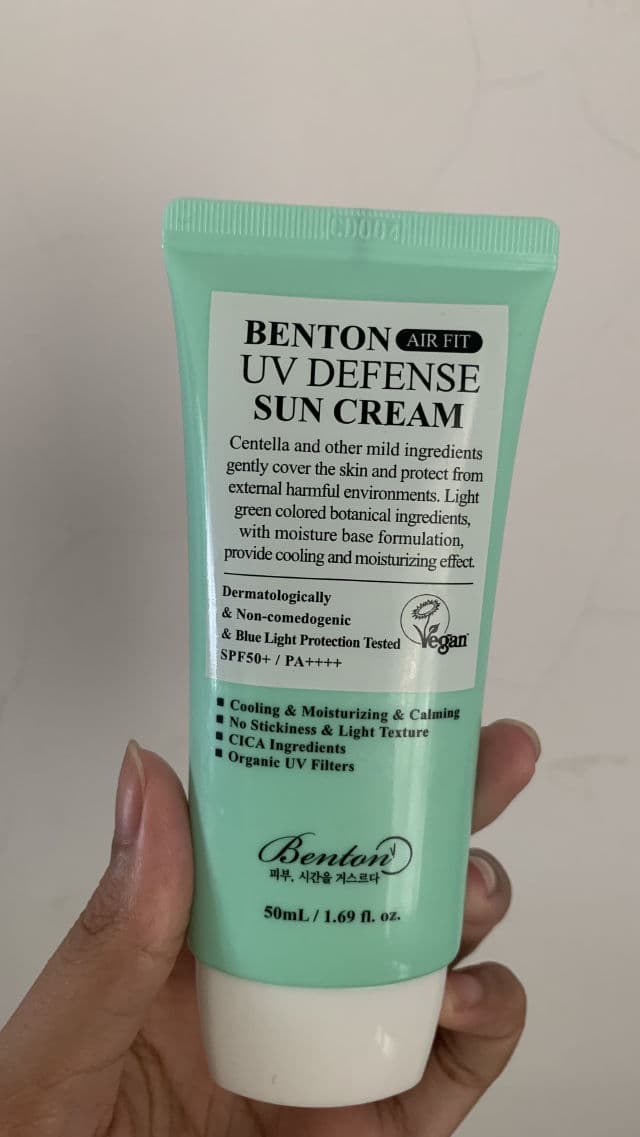 BENTON AIR FIT
UV DEFENSE
SUN CREAM
Centella and other mild ingredients
gently cover the skin and protect from
external harmful environments. Light
green colored botanical ingredients,
with moisture base formulation,
provide cooling and moisturizing effect.
Dermatologically
& Non-comedogenic
& Blue Light Protection Tested
SPF50+ / PA++++
Vegan
■ Cooling & Moisturizing & Calming
■ No Stickiness & Light Texture
■ CICA Ingredients
■ Organic UV Filters
Benton
피부, 시간을 거스르다
50mL / 1.69 fl. oz.